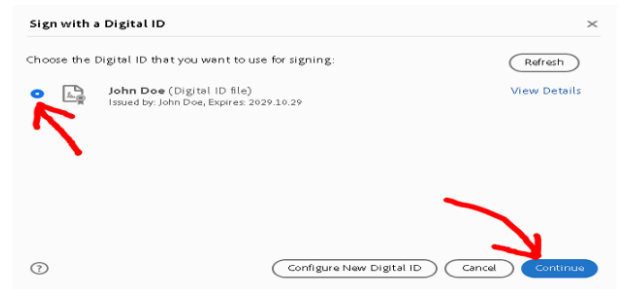 Sign with a Digital ID
Choose the Digital ID that you want to use for signing:
Refresh
John Doe (Digital ID file)
View Details
Issued by: John Doe, Expires: 2029.10.29
Configure New Digital ID
Cancel
Continue